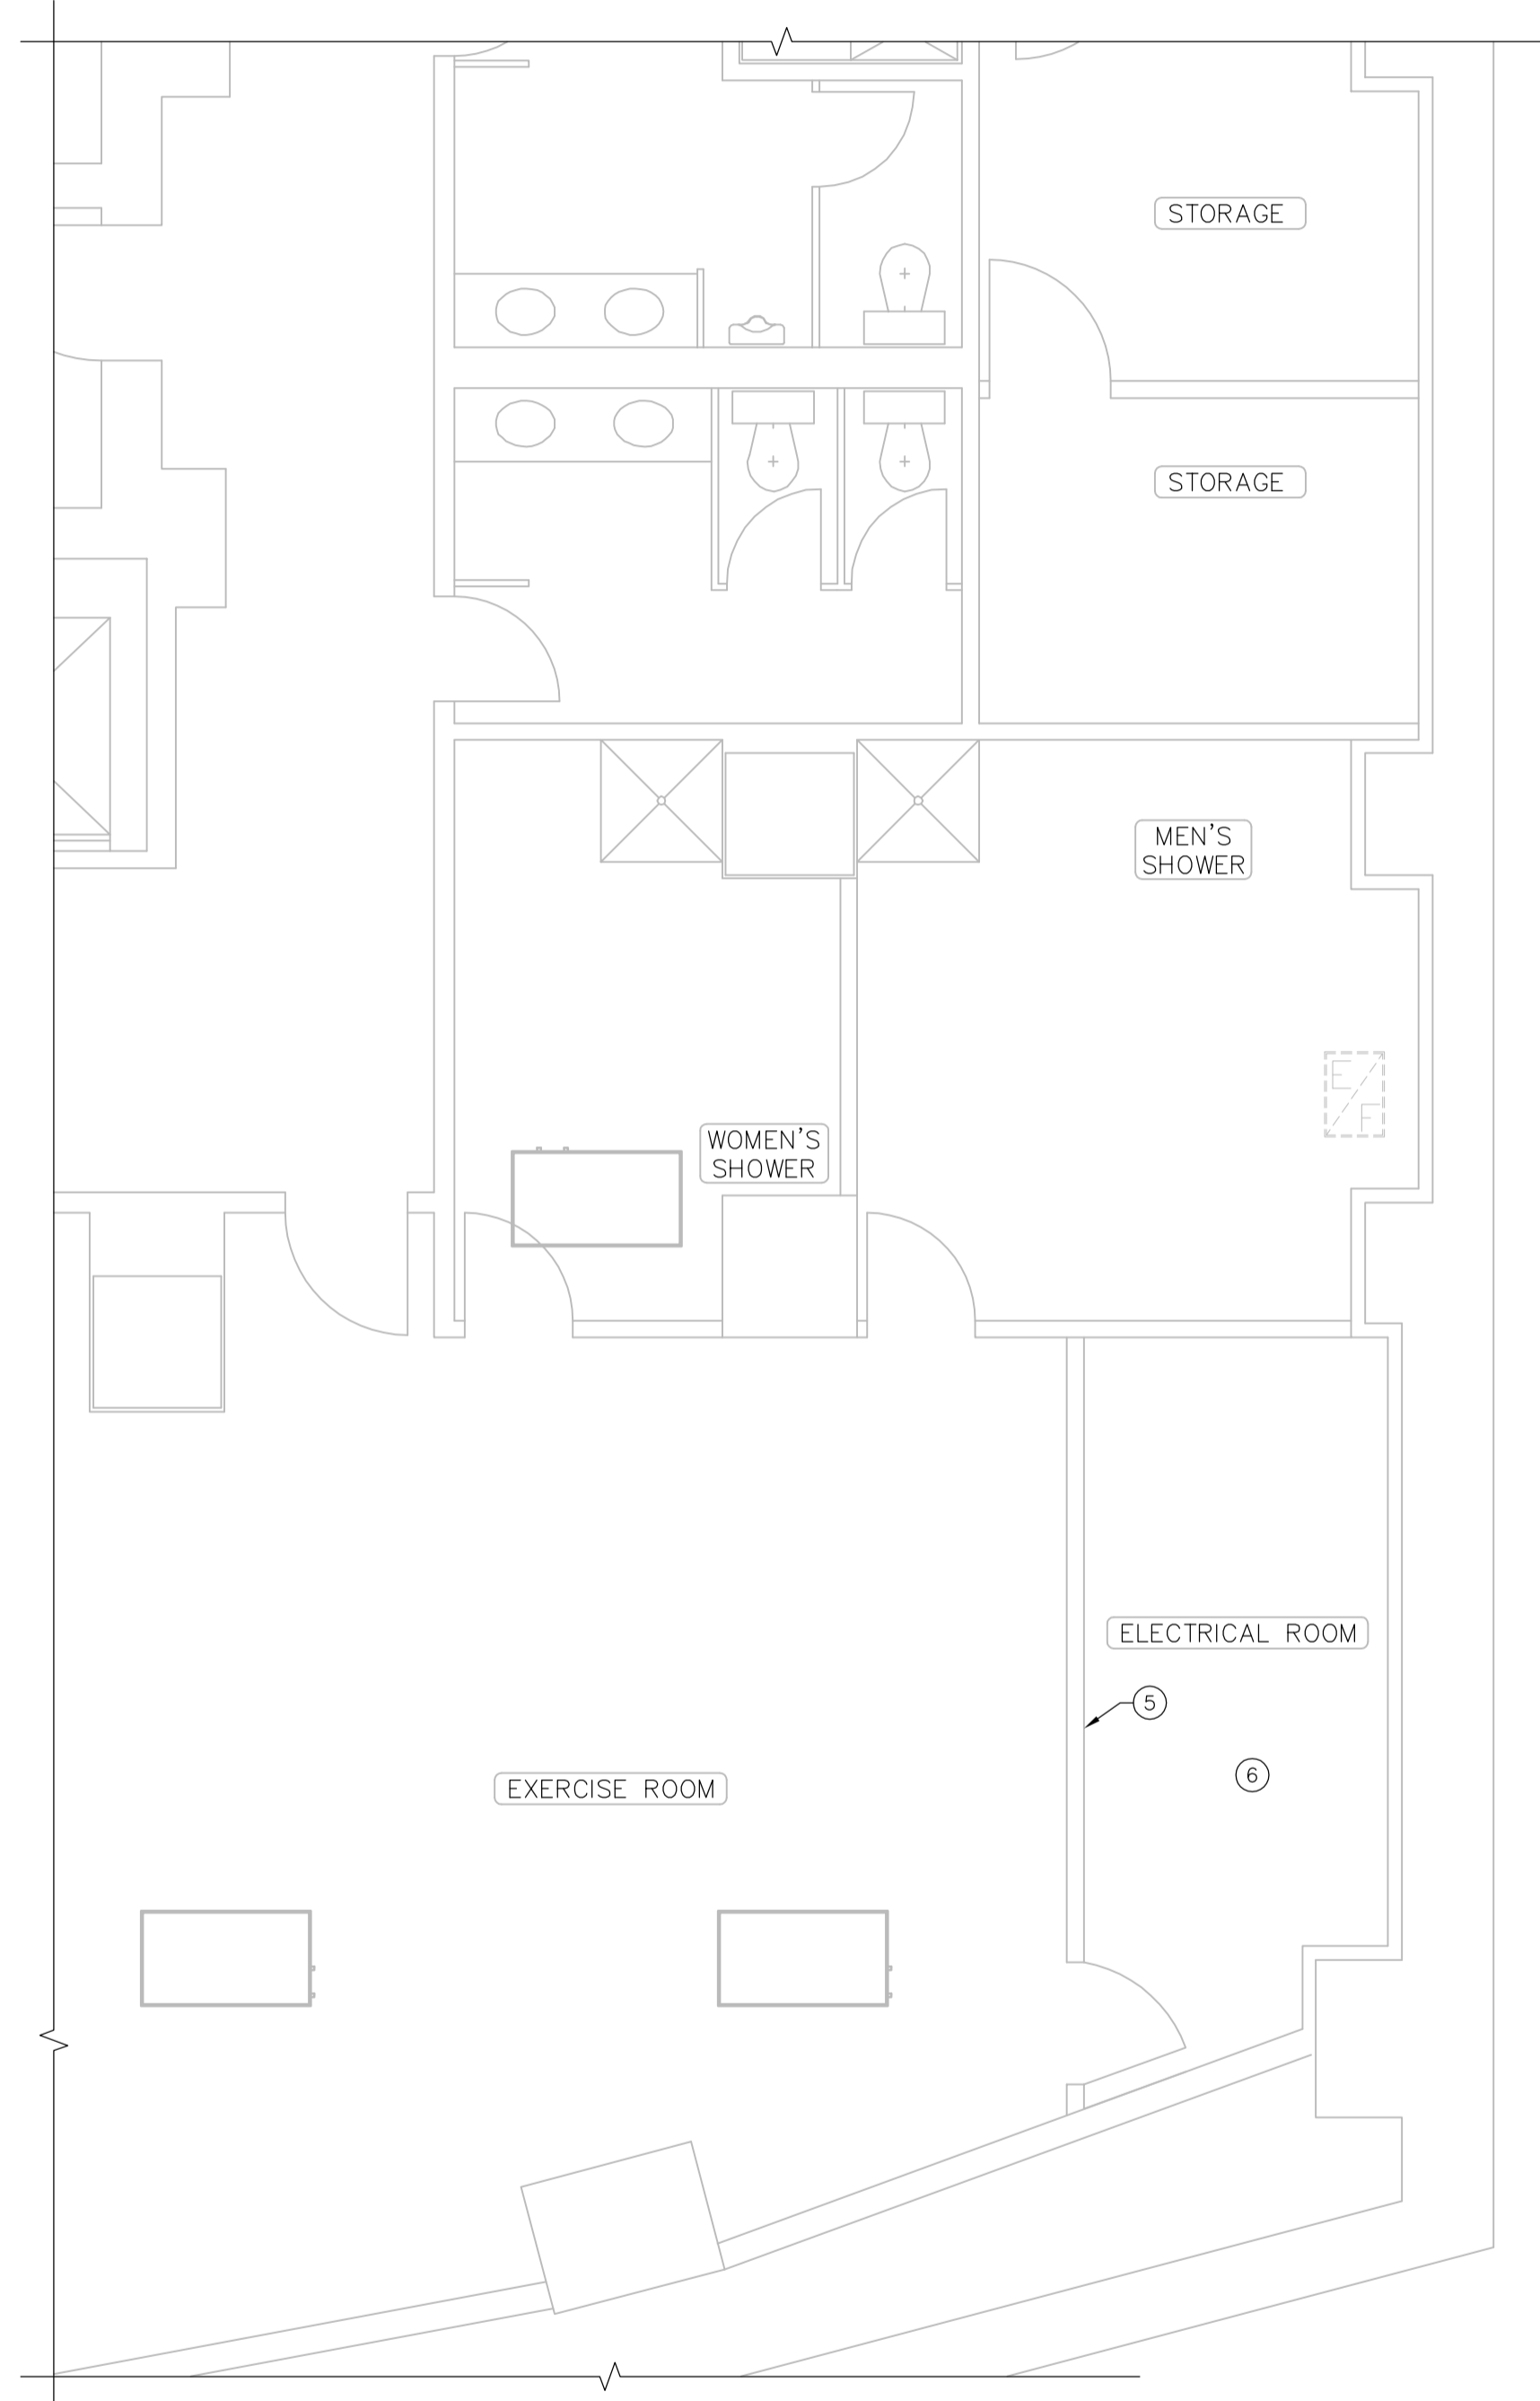 STORAGE
STORAGE
MEN'S
SHOWER
E
F
WOMEN'S
SHOWER
ELECTRICAL ROOM
5
6
EXERCISE ROOM